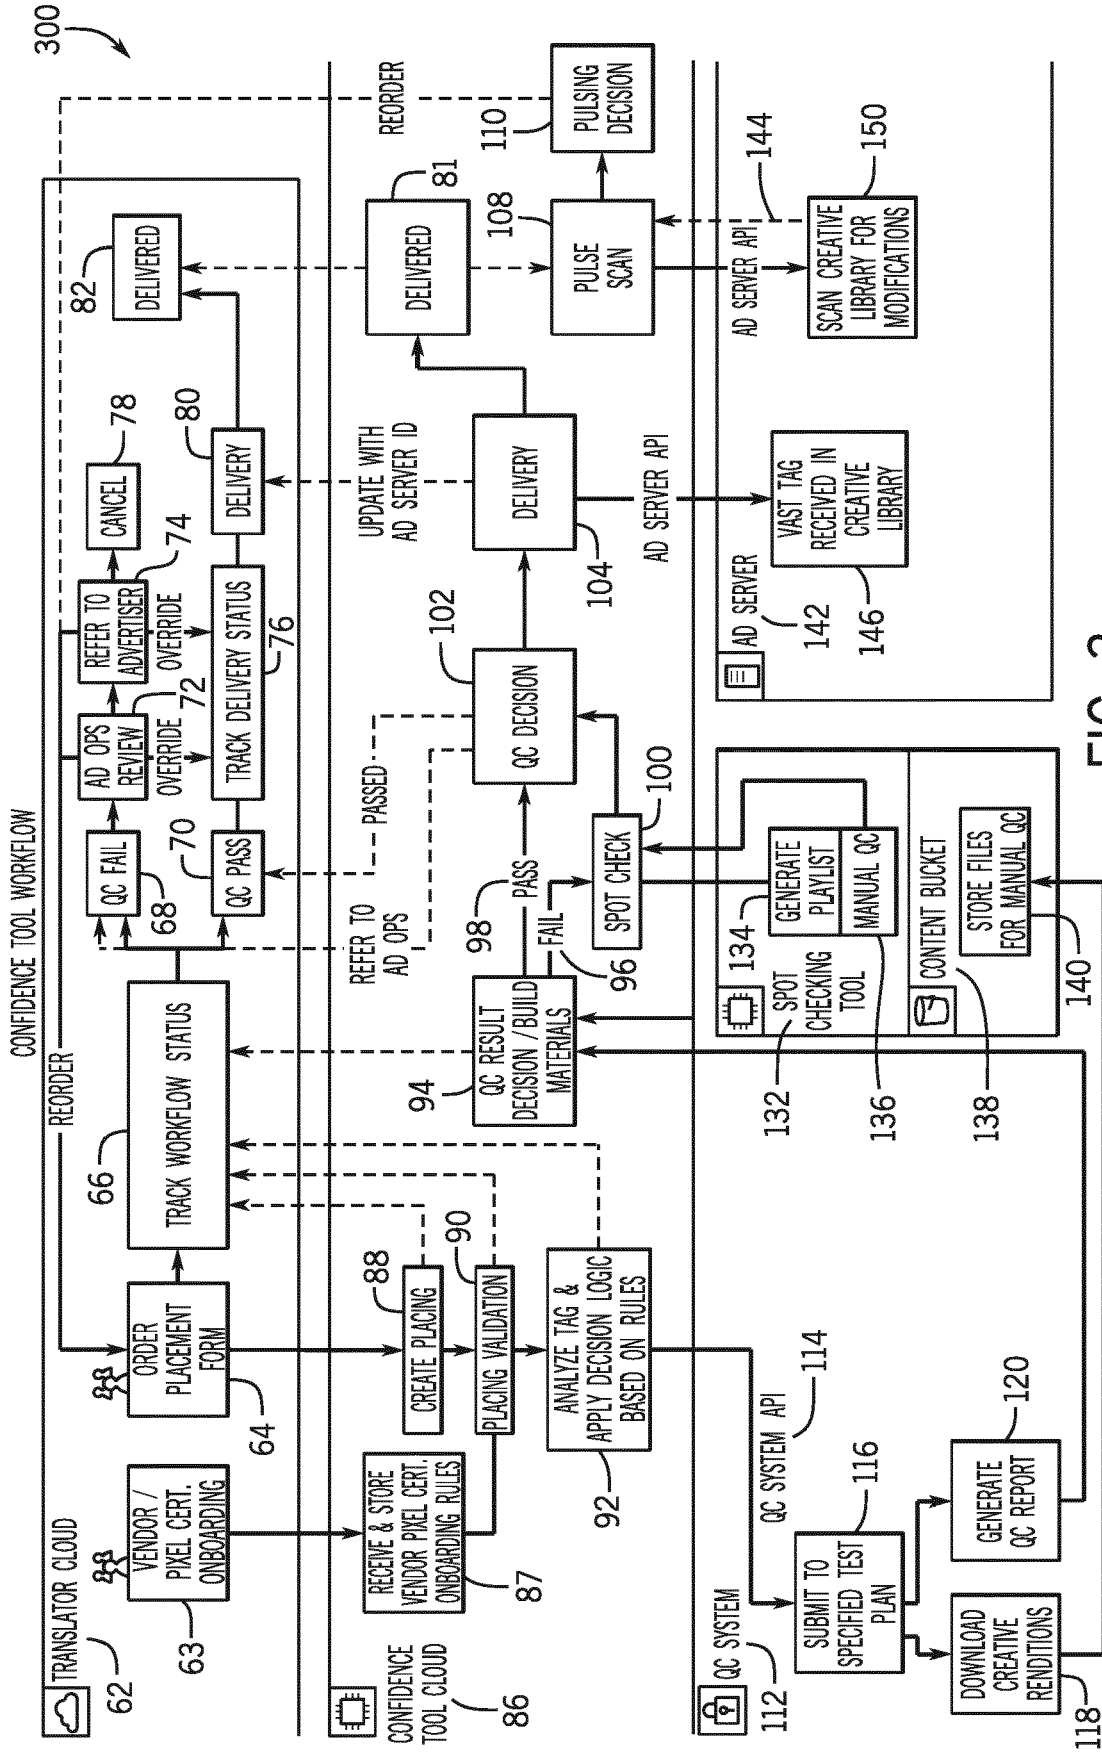 300
CONFIDENCE TOOL WORKFLOW
TRANSLATOR CLOUD
62
VENDOR /
PIXEL CERT.
ONBOARDING
63
REORDER
ORDER
PLACEMENT
FORM
64
66
TRACK WORKFLOW STATUS
QC FAIL
68
70
QC PASS
AD OPS
REVIEW
72
OVERRIDE
REFER TO
ADVERTISER
74
OVERRIDE
TRACK DELIVERY STATUS
76
CANCEL
78
DELIVERY
80
DELIVERED
82
REORDER
CONFIDENCE
TOOL CLOUD
86
RECEIVE & STORE
VENDOR PIXEL CERT.
ONBOARDING RULES
87
CREATE PLACING
88
PLACING VALIDATION
90
ANALYZE TAG &
APPLY DECISION LOGIC
BASED ON RULES
92
94
QC RESULT
DECISION / BUILD
MATERIALS
REFER TO
AD OPS
PASSED
98
PASS
FAIL
96
SPOT CHECK
100
QC DECISION
102
UPDATE WITH
AD SERVER ID
DELIVERY
104
AD SERVER API
DELIVERED
81
PULSE
SCAN
108
PULSING
DECISION
110
QC SYSTEM
112
QC SYSTEM API
114
SUBMIT TO
SPECIFIED TEST
PLAN
116
DOWNLOAD
CREATIVE
RENDITIONS
118
GENERATE
QC REPORT
120
SPOT
CHECKING
TOOL
132
134
GENERATE
PLAYLIST
MANUAL QC
136
CONTENT BUCKET
138
STORE FILES
FOR MANUAL QC
140
AD SERVER
142
VAST TAG
RECEIVED IN
CREATIVE
LIBRARY
146
AD SERVER API
144
SCAN CREATIVE
LIBRARY FOR
MODIFICATIONS
150